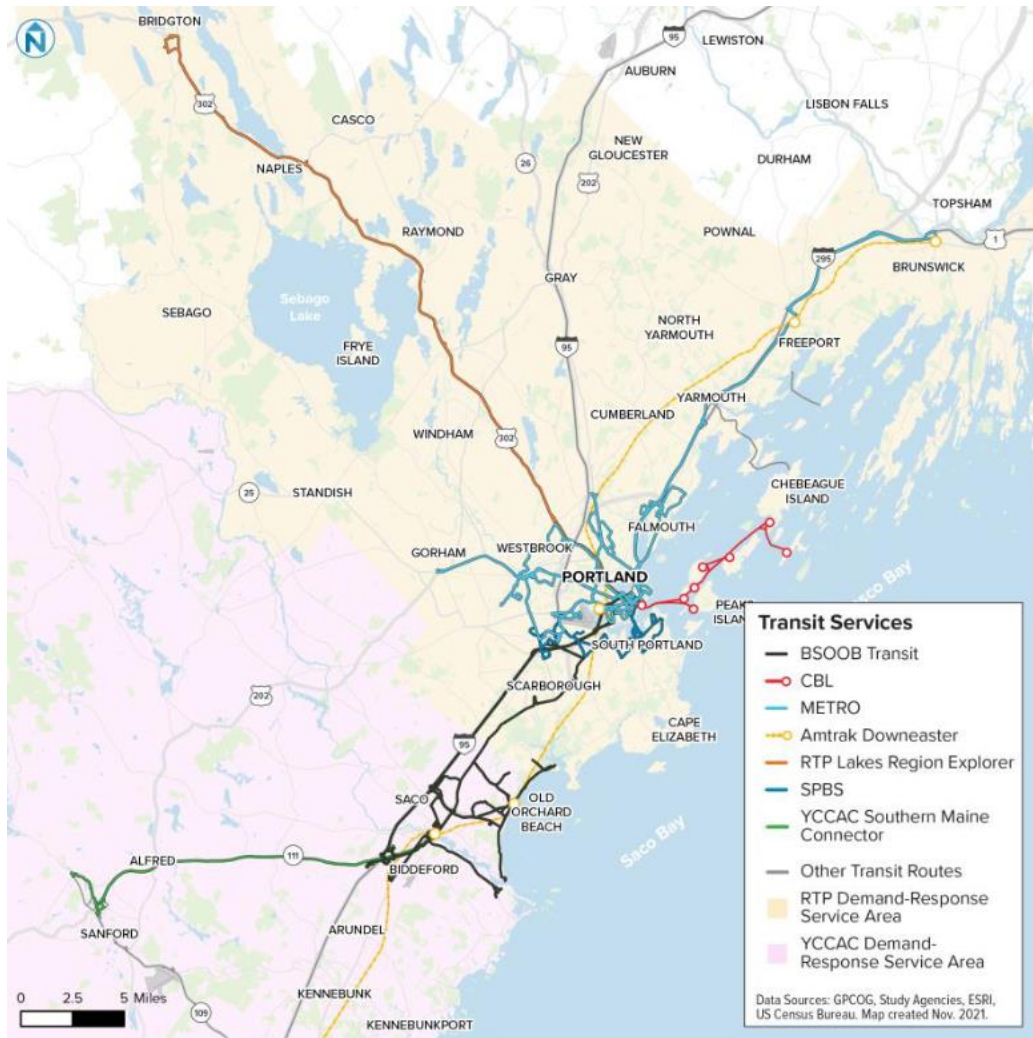 N
BRIDGTON
95
LEWISTON
AUBURN
302
LISBON FALLS
CASCO
NEW
GLOUCESTER
26
DURHAM
NAPLES
202
TOPSHAM
RAYMOND
POWNAL
1
295
BRUNSWICK
GRAY
SEBAGO
Sebago
Lake
NORTH
YARMOUTH
FRYE
ISLAND
FREEPORT
95
YARMOUTH
CUMBERLAND
WINDHAM
302
CHEBEAGUE
ISLAND
25
STANDISH
FALMOUTH
GORHAM
WESTBROOK
PORTLAND
PEAKS
SOUTH PORTLAND
SCARBOROUGH
202
CAPE
ELIZABETH
95
SACO
OLD
ORCHARD
BEACH
Saco Bay
ALFRED
111
BIDDEFORD
SANFORD
ARUNDEL
KENNEBUNK
109
KENNEBUNKPORT
0 2.5 5 Miles
Transit Services
BSOOB Transit
CBL
METRO
Amtrak Downeaster
RTP Lakes Region Explorer
SPBS
YCCAC Southern Maine
Connector
Other Transit Routes
RTP Demand-Response
Service Area
YCCAC Demand-
Response Service Area
Data Sources: GPCOG, Study Agencies, ESRI,
US Census Bureau. Map created Nov. 2021.